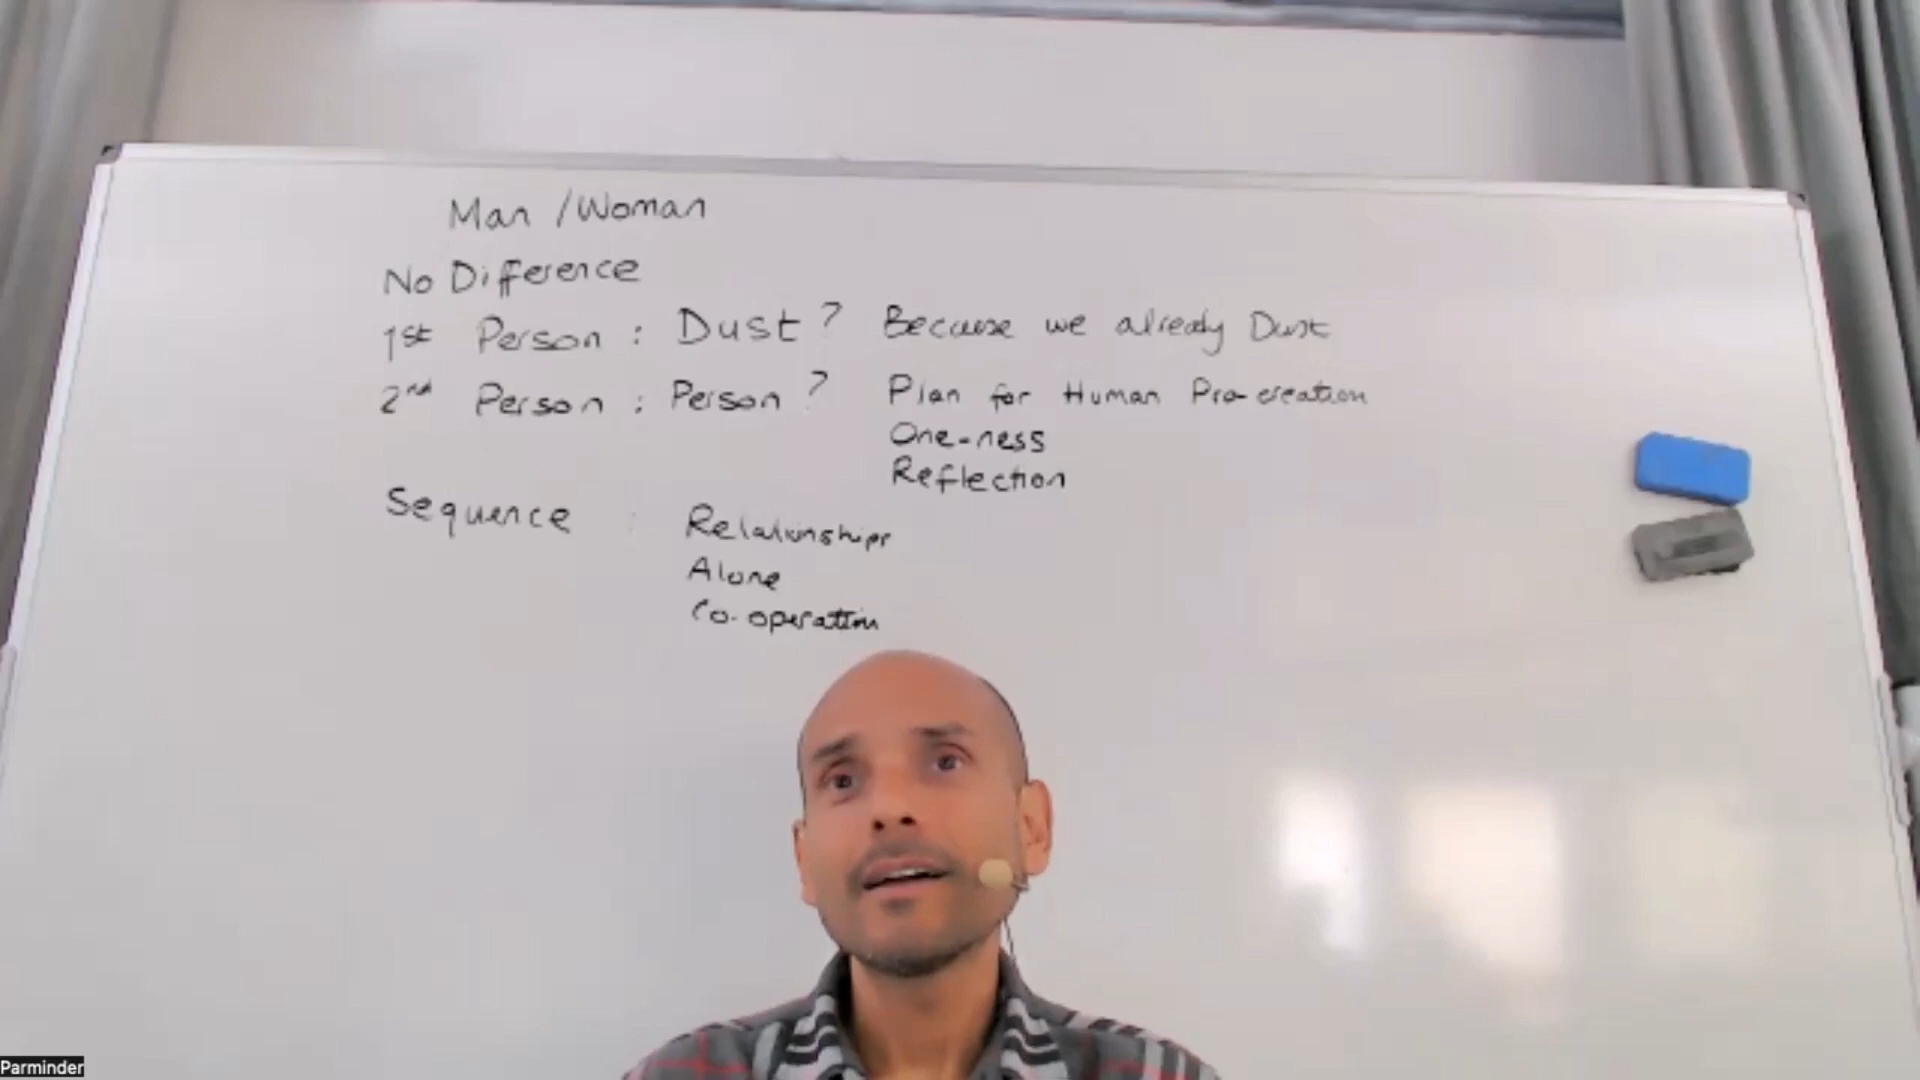 Man / Woman
No Difference
1st Person : Dust ? Because we already Dust
2nd Person : Person ? Plan for Human Pro-creation
One-ness
Reflection
Sequence : Relationships
Alone
Co-operation
Parminder